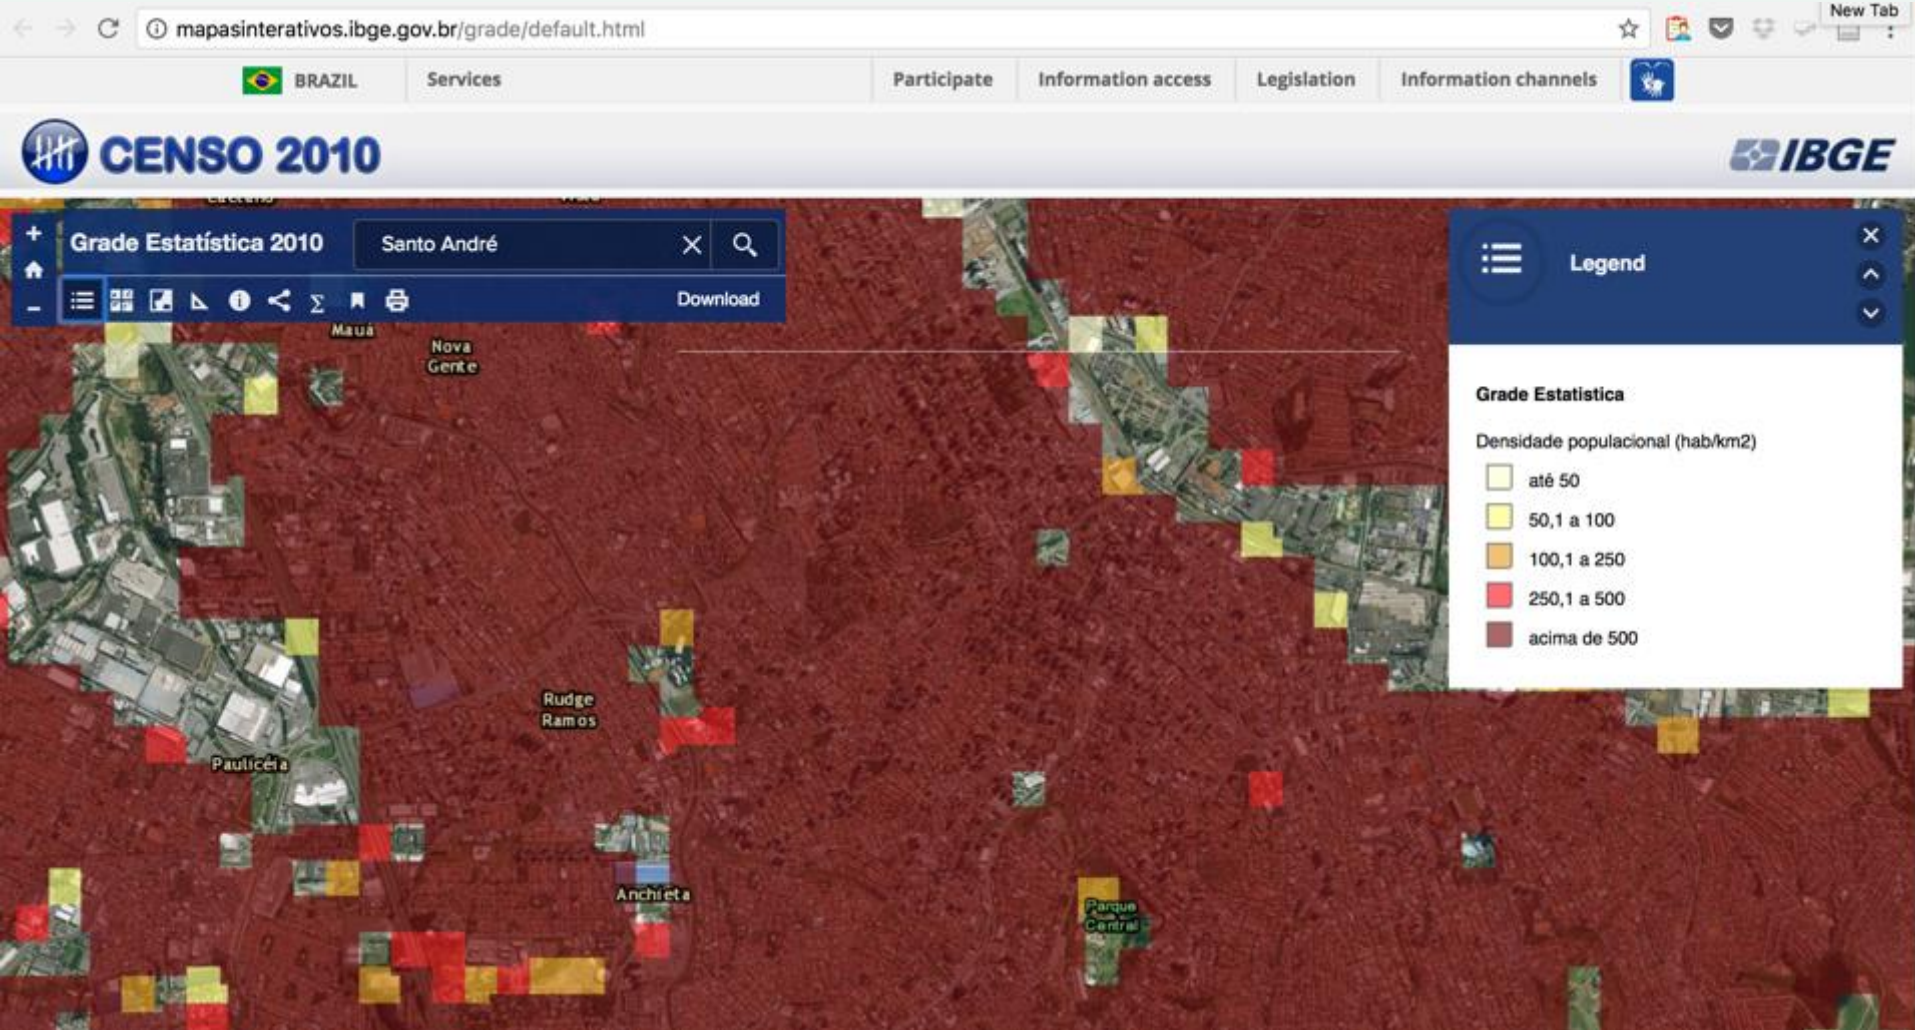 New Tab
mapasinterativos.ibge.gov.br/grade/default.html
BRAZIL
Services
Participate
Information access
Legislation
Information channels
CENSO 2010
IBGE
+
Grade Estatística 2010
Santo André
Download
Legend
Mauá
Nova
Gente
Grade Estatistica
Densidade populacional (hab/km2)
até 50
50,1 a 100
100,1 a 250
250,1 a 500
acima de 500
Rudge
Ramos
Paulicéia
Anchieta
Parque
Central